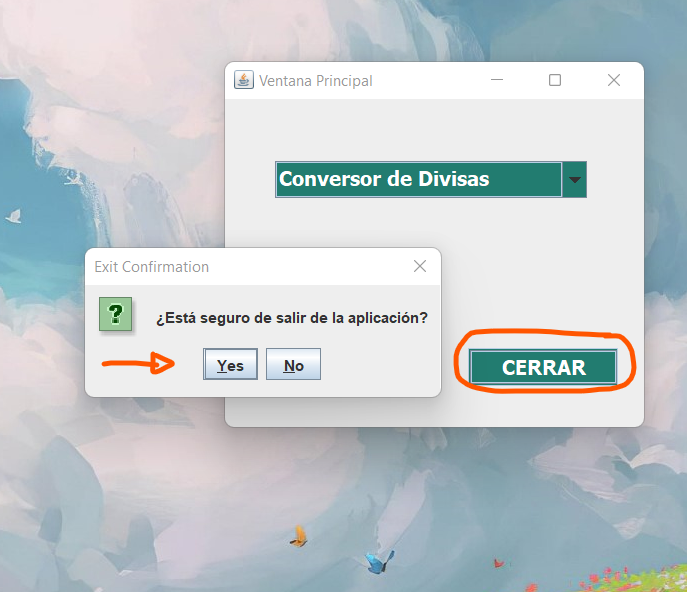 Ventana Principal
Conversor de Divisas
Exit Confirmation
¿Está seguro de salir de la aplicación?
Yes
No
CERRAR